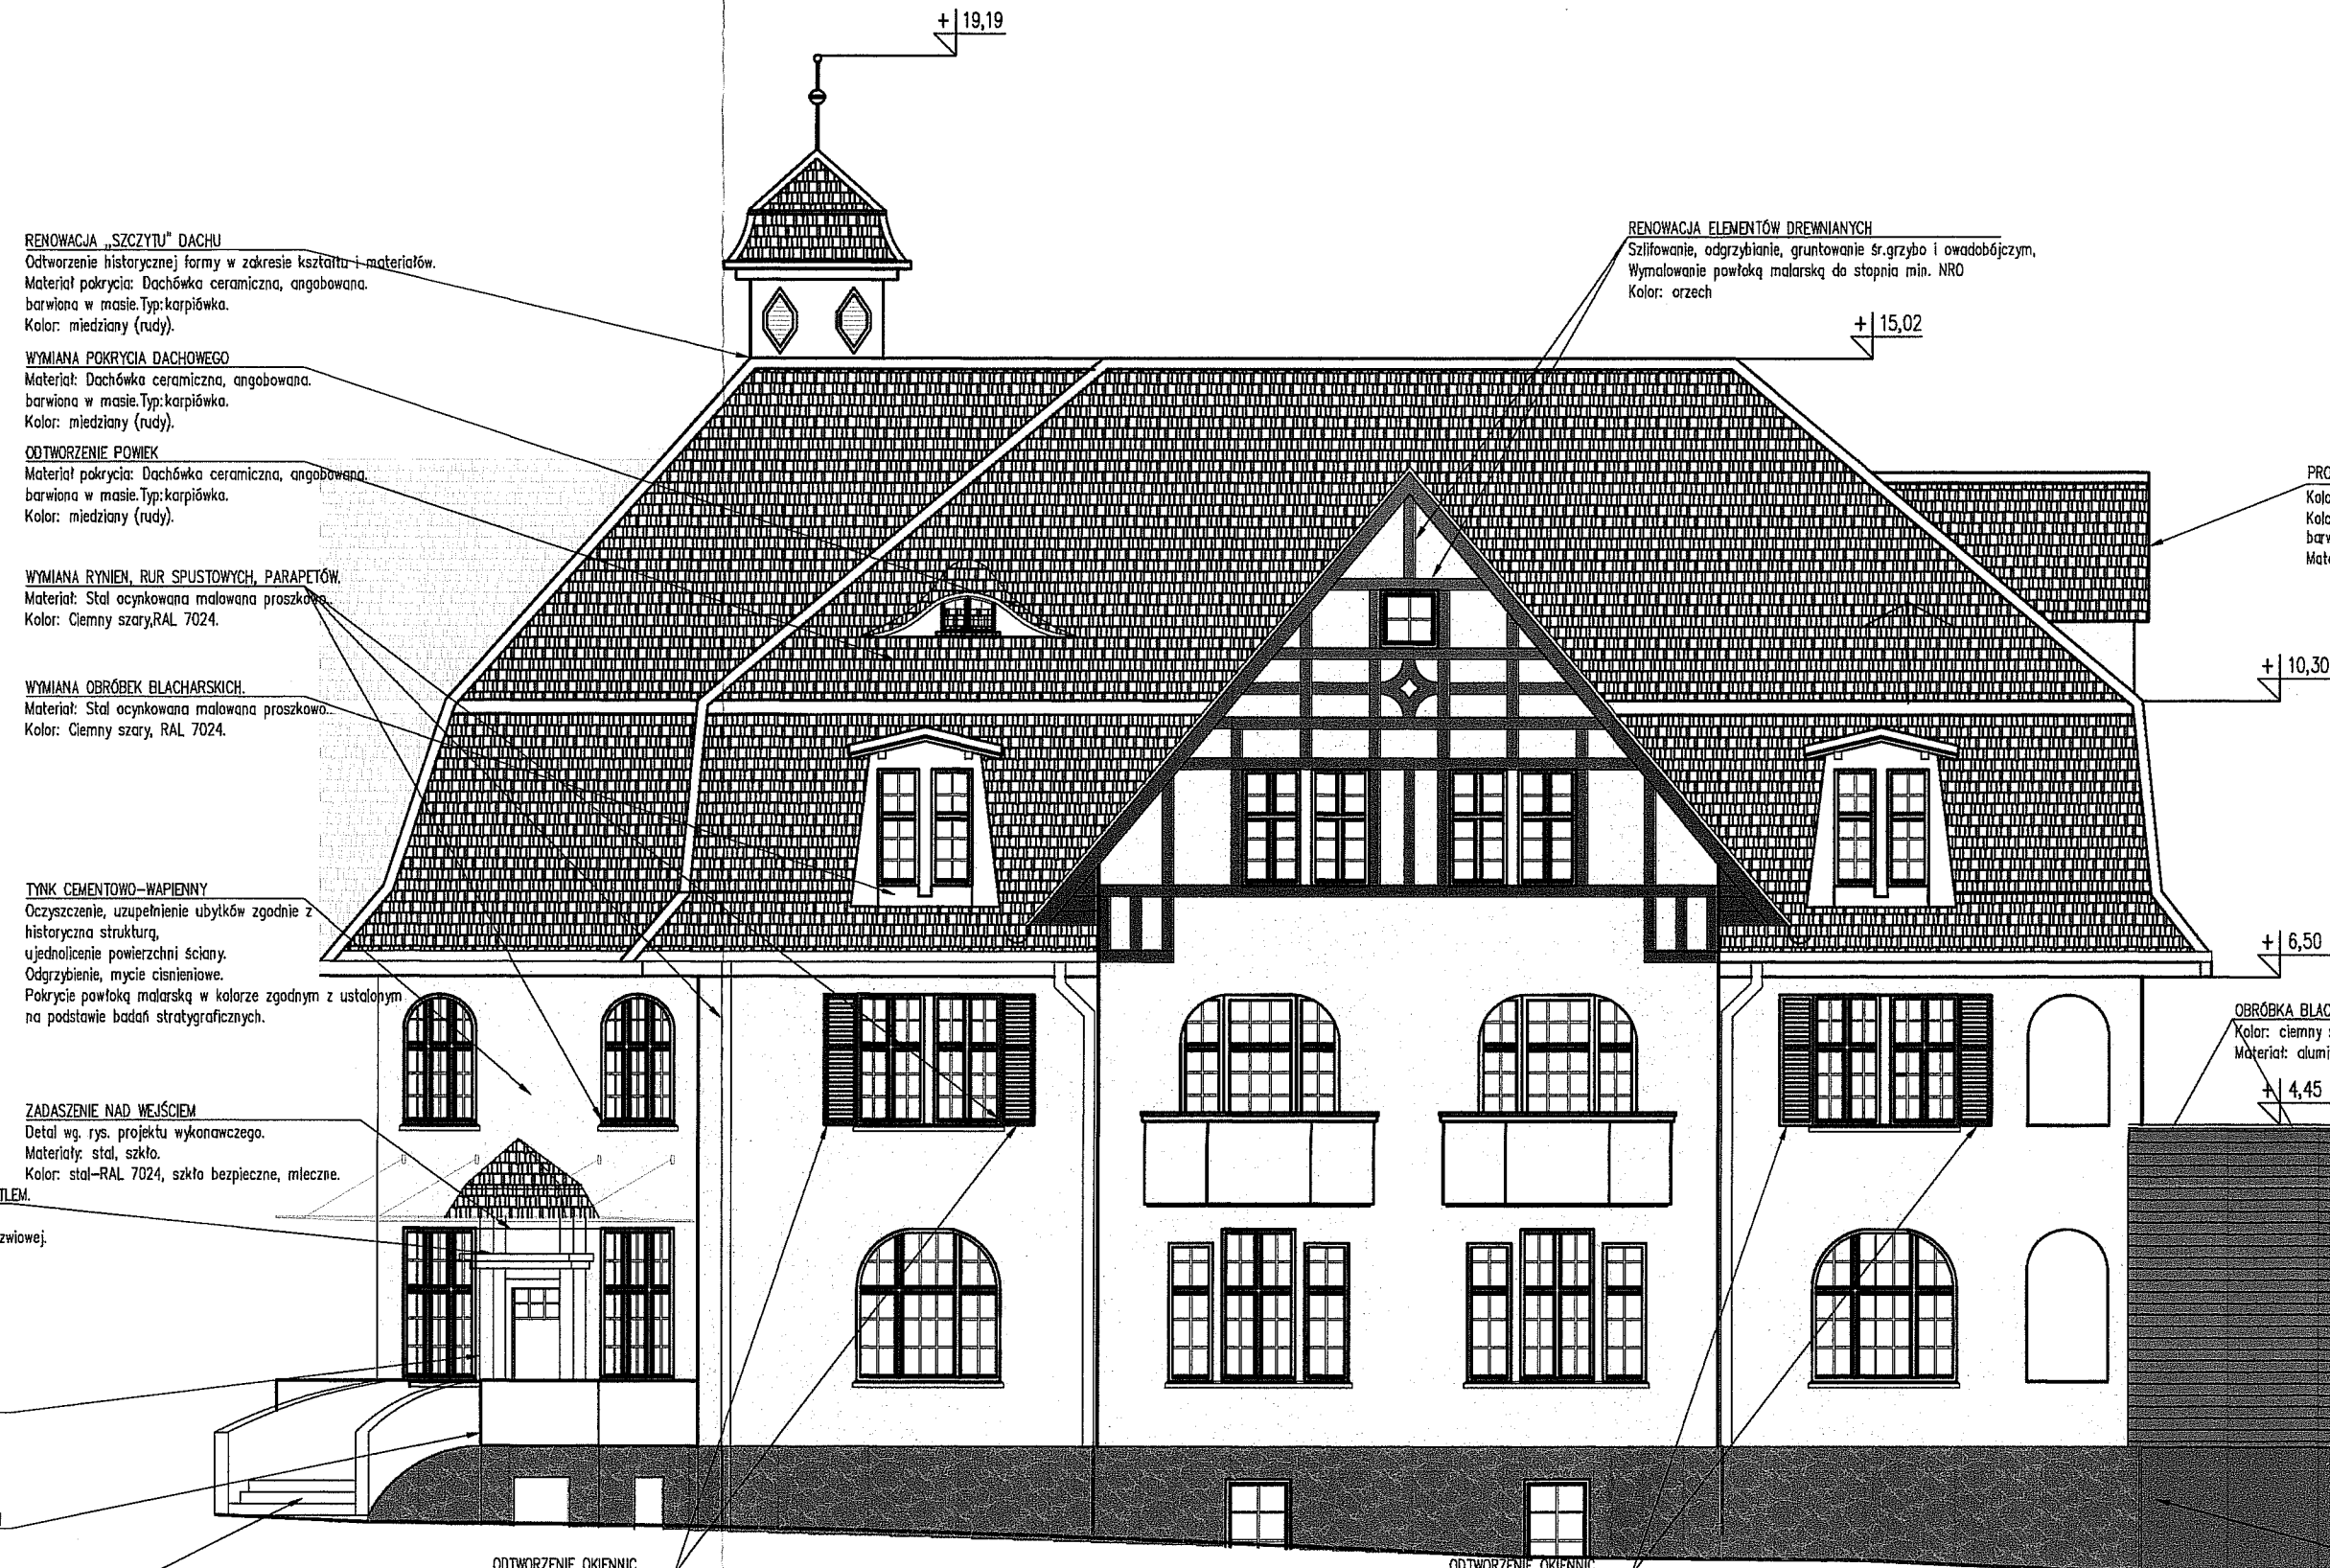 + 19,19
RENOWACJA „SZCZYTU" DACHU
Odtworzenie historycznej formy w zakresie kształtu i materiałów.
Materiał pokrycia: Dachówka ceramiczna, angobowana.
barwiona w masie.Typ:karpiówka.
Kolor: miedziany (rudy).
WYMIANA POKRYCIA DACHOWEGO
Materiał: Dachówka ceramiczna, angobowana.
barwiona w masie.Typ:karpiówka.
Kolor: miedziany (rudy).
ODTWORZENIE POWIEK
Materiał pokrycia: Dachówka ceramiczna, angobowana.
barwiona w masie.Typ:karpiówka.
Kolor: miedziany (rudy).
WYMIANA RYNIEN, RUR SPUSTOWYCH, PARAPETÓW.
Materiał: Stal ocynkowana malowana proszkowo.
Kolor: Ciemny szary,RAL 7024.
WYMIANA OBRÓBEK BLACHARSKICH.
Materiał: Stal ocynkowana malowana proszkowo.
Kolor: Ciemny szary, RAL 7024.
TYNK CEMENTOWO-WAPIENNY
Oczyszczenie, uzupełnienie ubytków zgodnie z
historyczna strukturą,
ujednolicenie powierzchni ściany.
Odgrzybienie, mycie cisnieniowe.
Pokrycie powłoką malarską w kolorze zgodnym z ustalonym
na podstawie badań stratygraficznych.
ZADASZENIE NAD WEJŚCIEM
Detal wg. rys. projektu wykonawczego.
Materiały: stal, szkło.
Kolor: stal-RAL 7024, szkło bezpieczne, mleczne.
TLEM.
zwiowej.
RENOWACJA ELEMENTÓW DREWNIANYCH
Szlifowanie, odgrzybianie, gruntowanie śr.grzybo i owadobójczym,
Wymalowanie powłoką malarską do stopnia min. NRO
Kolor: orzech
+ 15,02
PRO
Kolo
Kolo
barw
Mate
+ 10,30
+ 6,50
OBRÓBKA BLAC
Kolor: ciemny s
Materiał: alumi
+ 4,45
ODTWORZENIE OKIENNIC
ODTWORZENIE OKIENNIC